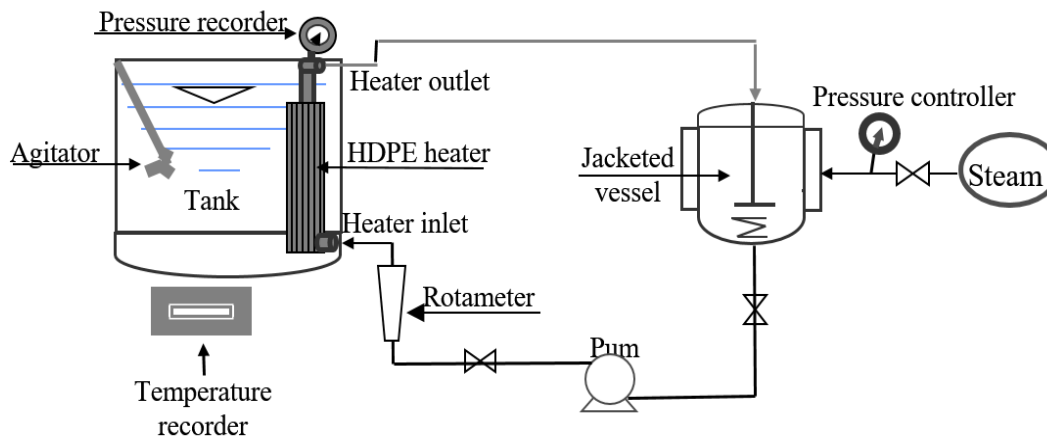 Pressure recorder
Heater outlet
Pressure controller
Agitator
HDPE heater
Jacketed
vessel
Steam
Tank
Heater inlet
Rotameter
Pum
Temperature
recorder